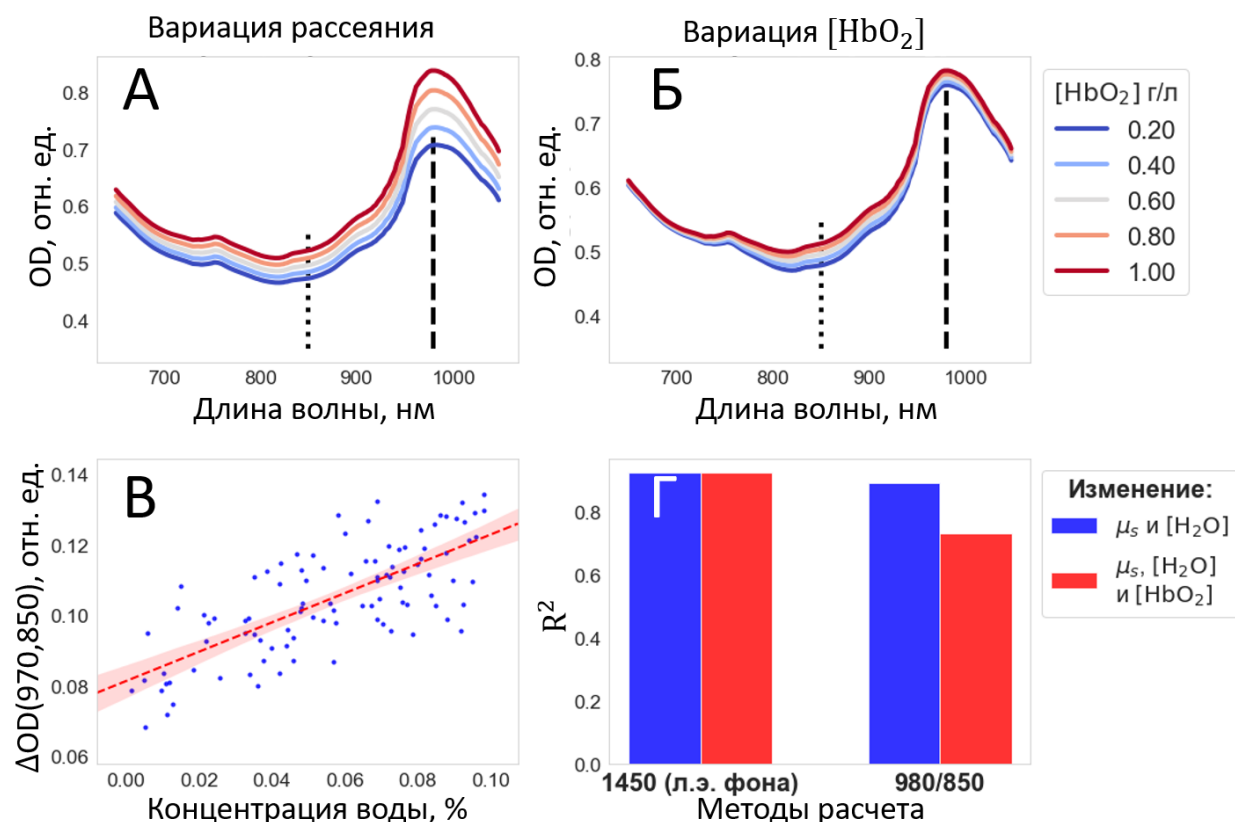 Вариация рассеяния
Вариация [HbO₂]
А
OD, отн. ед.
0.8
0.7
0.6
0.5
0.4
700 800 900 1000
Длина волны, нм
Б
OD, отн. ед.
0.8
0.7
0.6
0.5
0.4
700 800 900 1000
Длина волны, нм
[HbO₂] г/л
0.20
0.40
0.60
0.80
1.00
В
ΔOD(970,850), отн. ед.
0.14
0.12
0.10
0.08
0.06
0.00 0.02 0.04 0.06 0.08 0.10
Концентрация воды, %
Г
R²
0.8
0.6
0.4
0.2
0.0
1450 (л.э. фона) 980/850
Методы расчета
Изменение:
μₛ и [H₂O]
μₛ, [H₂O]
и [HbO₂]